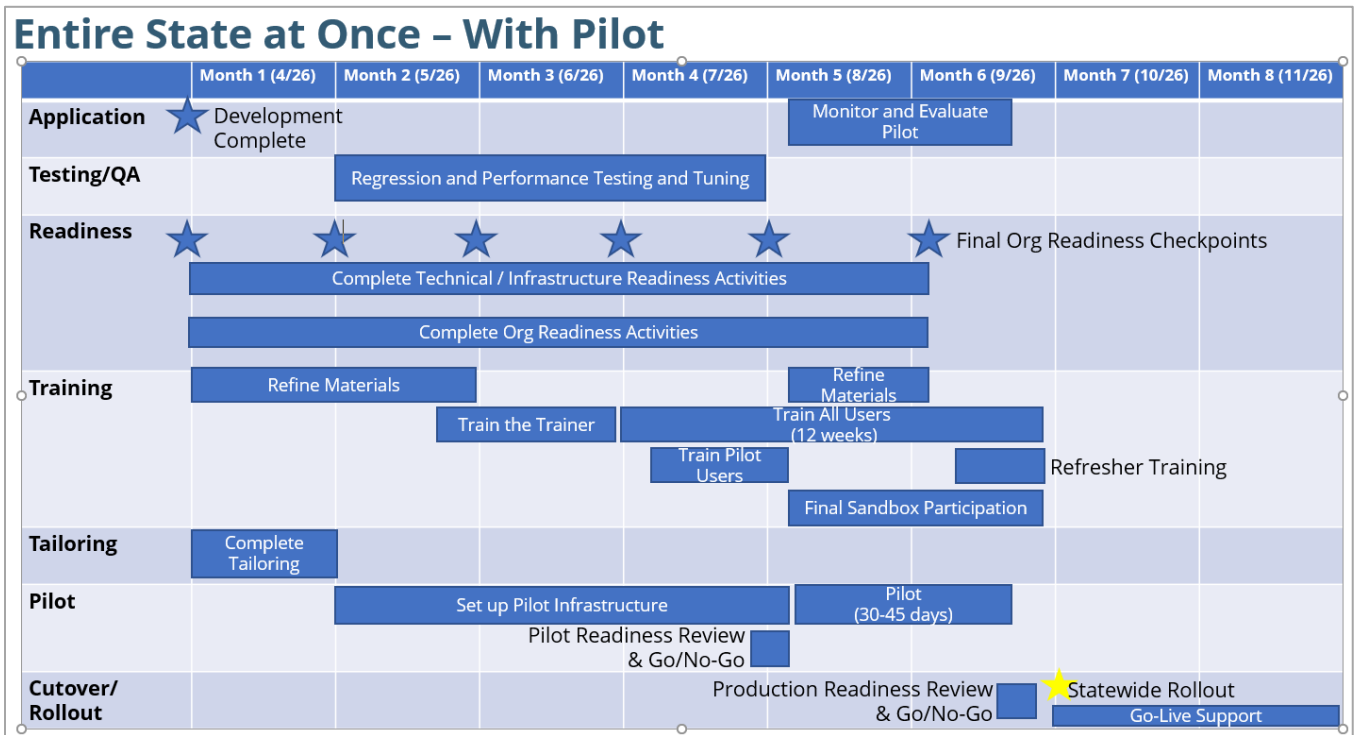 Entire State at Once – With Pilot
Month 1 (4/26)
Month 2 (5/26)
Month 3 (6/26)
Month 4 (7/26)
Month 5 (8/26)
Month 6 (9/26)
Month 7 (10/26)
Month 8 (11/26)
Application
Development
Complete
Monitor and Evaluate
Pilot
Testing/QA
Regression and Performance Testing and Tuning
Readiness
Final Org Readiness Checkpoints
Complete Technical / Infrastructure Readiness Activities
Complete Org Readiness Activities
Training
Refine Materials
Refine
Materials
Train the Trainer
Train All Users
(12 weeks)
Train Pilot
Users
Refresher Training
Final Sandbox Participation
Tailoring
Complete
Tailoring
Pilot
Set up Pilot Infrastructure
Pilot
(30-45 days)
Pilot Readiness Review
& Go/No-Go
Cutover/
Rollout
Production Readiness Review
& Go/No-Go
Statewide Rollout
Go-Live Support